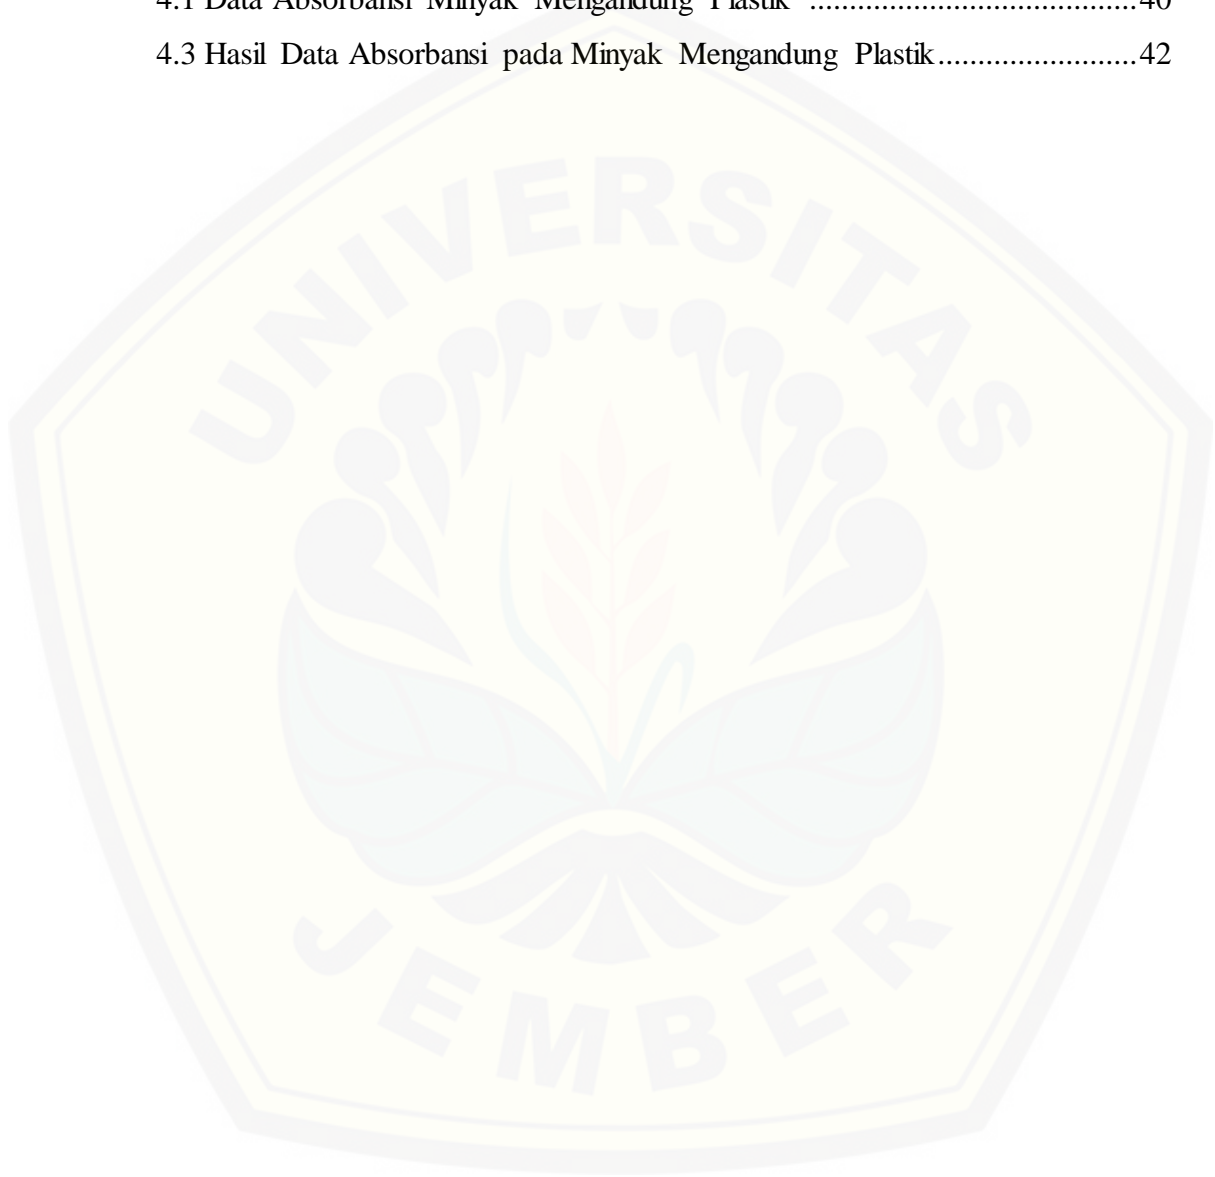 4.1 Data Absorbansi Minyak Mengandung Plastik ..........................................40
4.3 Hasil Data Absorbansi pada Minyak Mengandung Plastik.........................42
UNIVERSITAS
JEMBER